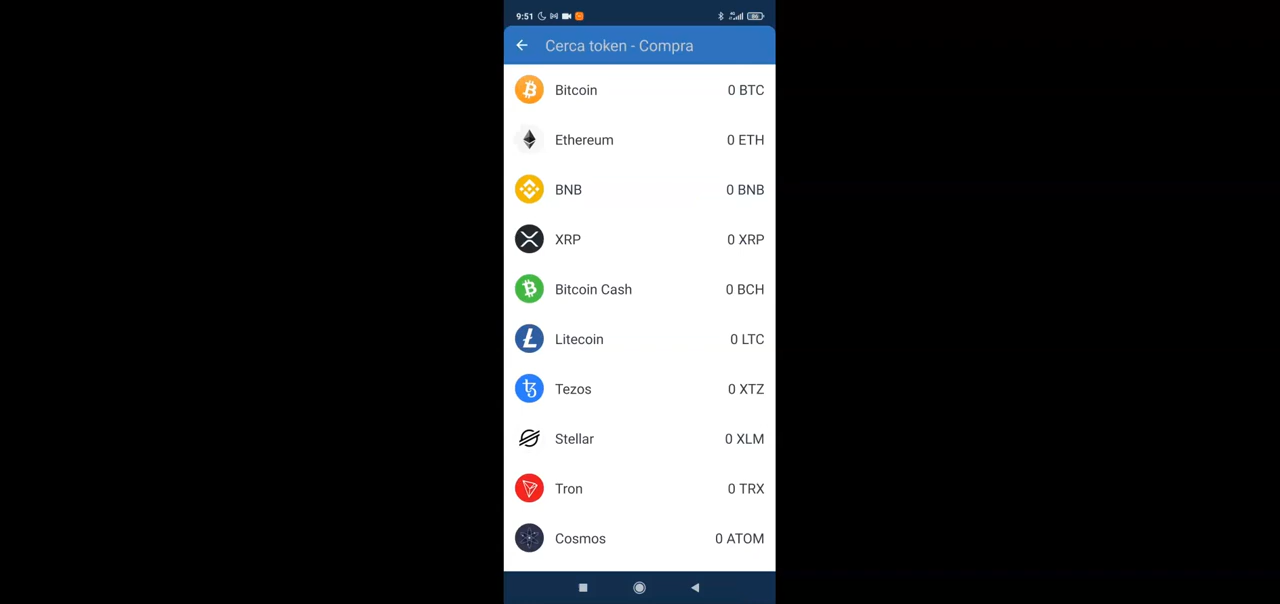 9:51
Cerca token - Compra
Bitcoin 0 BTC
Ethereum 0 ETH
BNB 0 BNB
XRP 0 XRP
Bitcoin Cash 0 BCH
Litecoin 0 LTC
Tezos 0 XTZ
Stellar 0 XLM
Tron 0 TRX
Cosmos 0 ATOM